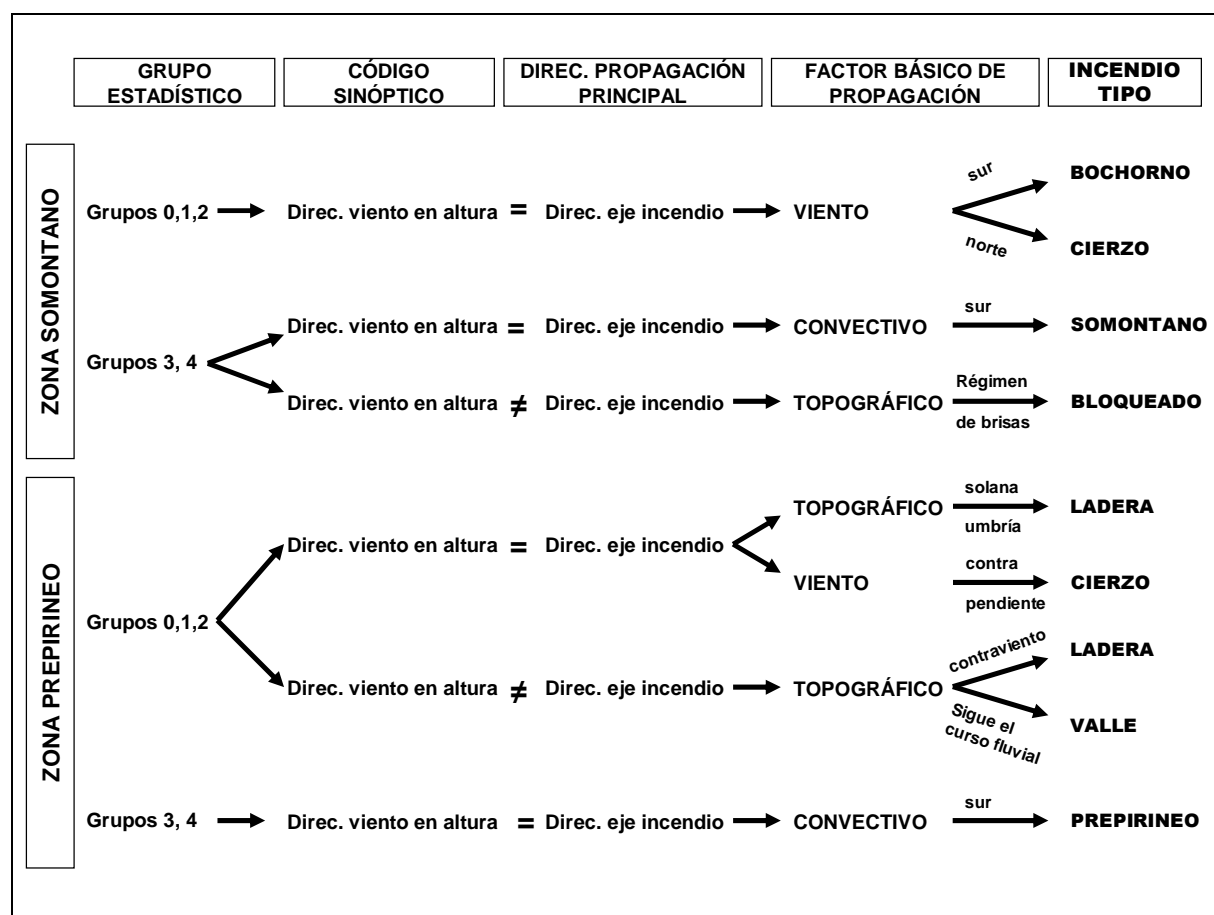 GRUPO ESTADÍSTICO
CÓDIGO SINÓPTICO
DIREC. PROPAGACIÓN PRINCIPAL
FACTOR BÁSICO DE PROPAGACIÓN
INCENDIO TIPO
ZONA SOMONTANO
Grupos 0,1,2
Direc. viento en altura = Direc. eje incendio
VIENTO
sur
BOCHORNO
norte
CIERZO
Grupos 3, 4
Direc. viento en altura = Direc. eje incendio
CONVECTIVO
sur
SOMONTANO
Direc. viento en altura ≠ Direc. eje incendio
TOPOGRÁFICO
Régimen
de brisas
BLOQUEADO
ZONA PREPIRINEO
Grupos 0,1,2
Direc. viento en altura = Direc. eje incendio
TOPOGRÁFICO
solana
umbría
LADERA
VIENTO
contra
pendiente
CIERZO
Direc. viento en altura ≠ Direc. eje incendio
TOPOGRÁFICO
contraviento
LADERA
Sigue el
curso fluvial
VALLE
Grupos 3, 4
Direc. viento en altura = Direc. eje incendio
CONVECTIVO
sur
PREPIRINEO